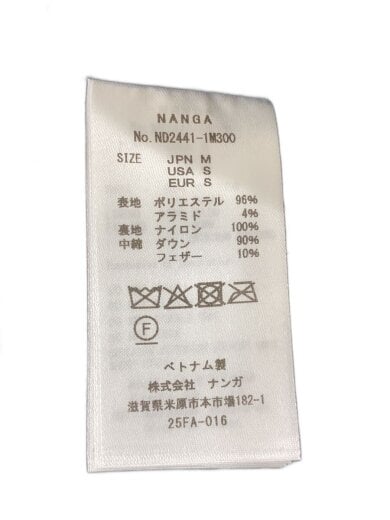 NANGA
No.ND2441-1M300
SIZE JPN M
USA S
EUR S
表地 ポリエステル 96%
アラミド 4%
裏地 ナイロン 100%
中綿 ダウン 90%
フェザー 10%
F
ベトナム製
株式会社 ナンガ
滋賀県米原市本市場182-1
25FA-016